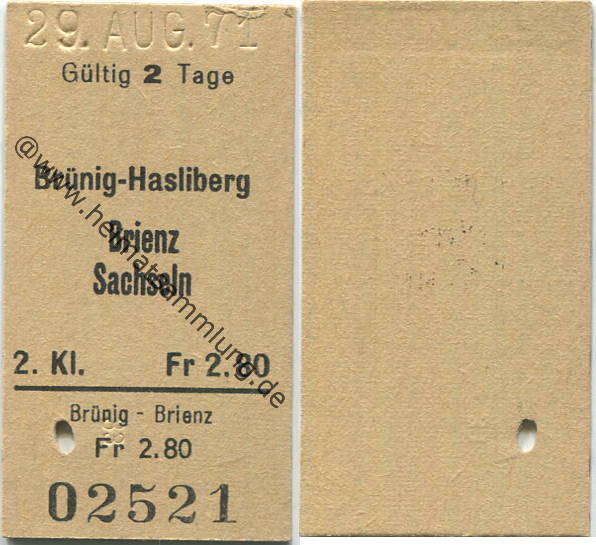 29. AUG. 71
Gültig 2 Tage
Brünig-Hasliberg
Brienz
Sachseln
2. Kl. Fr 2.80
Brünig - Brienz
Fr 2.80
02521
@www.heimatsammlung.de